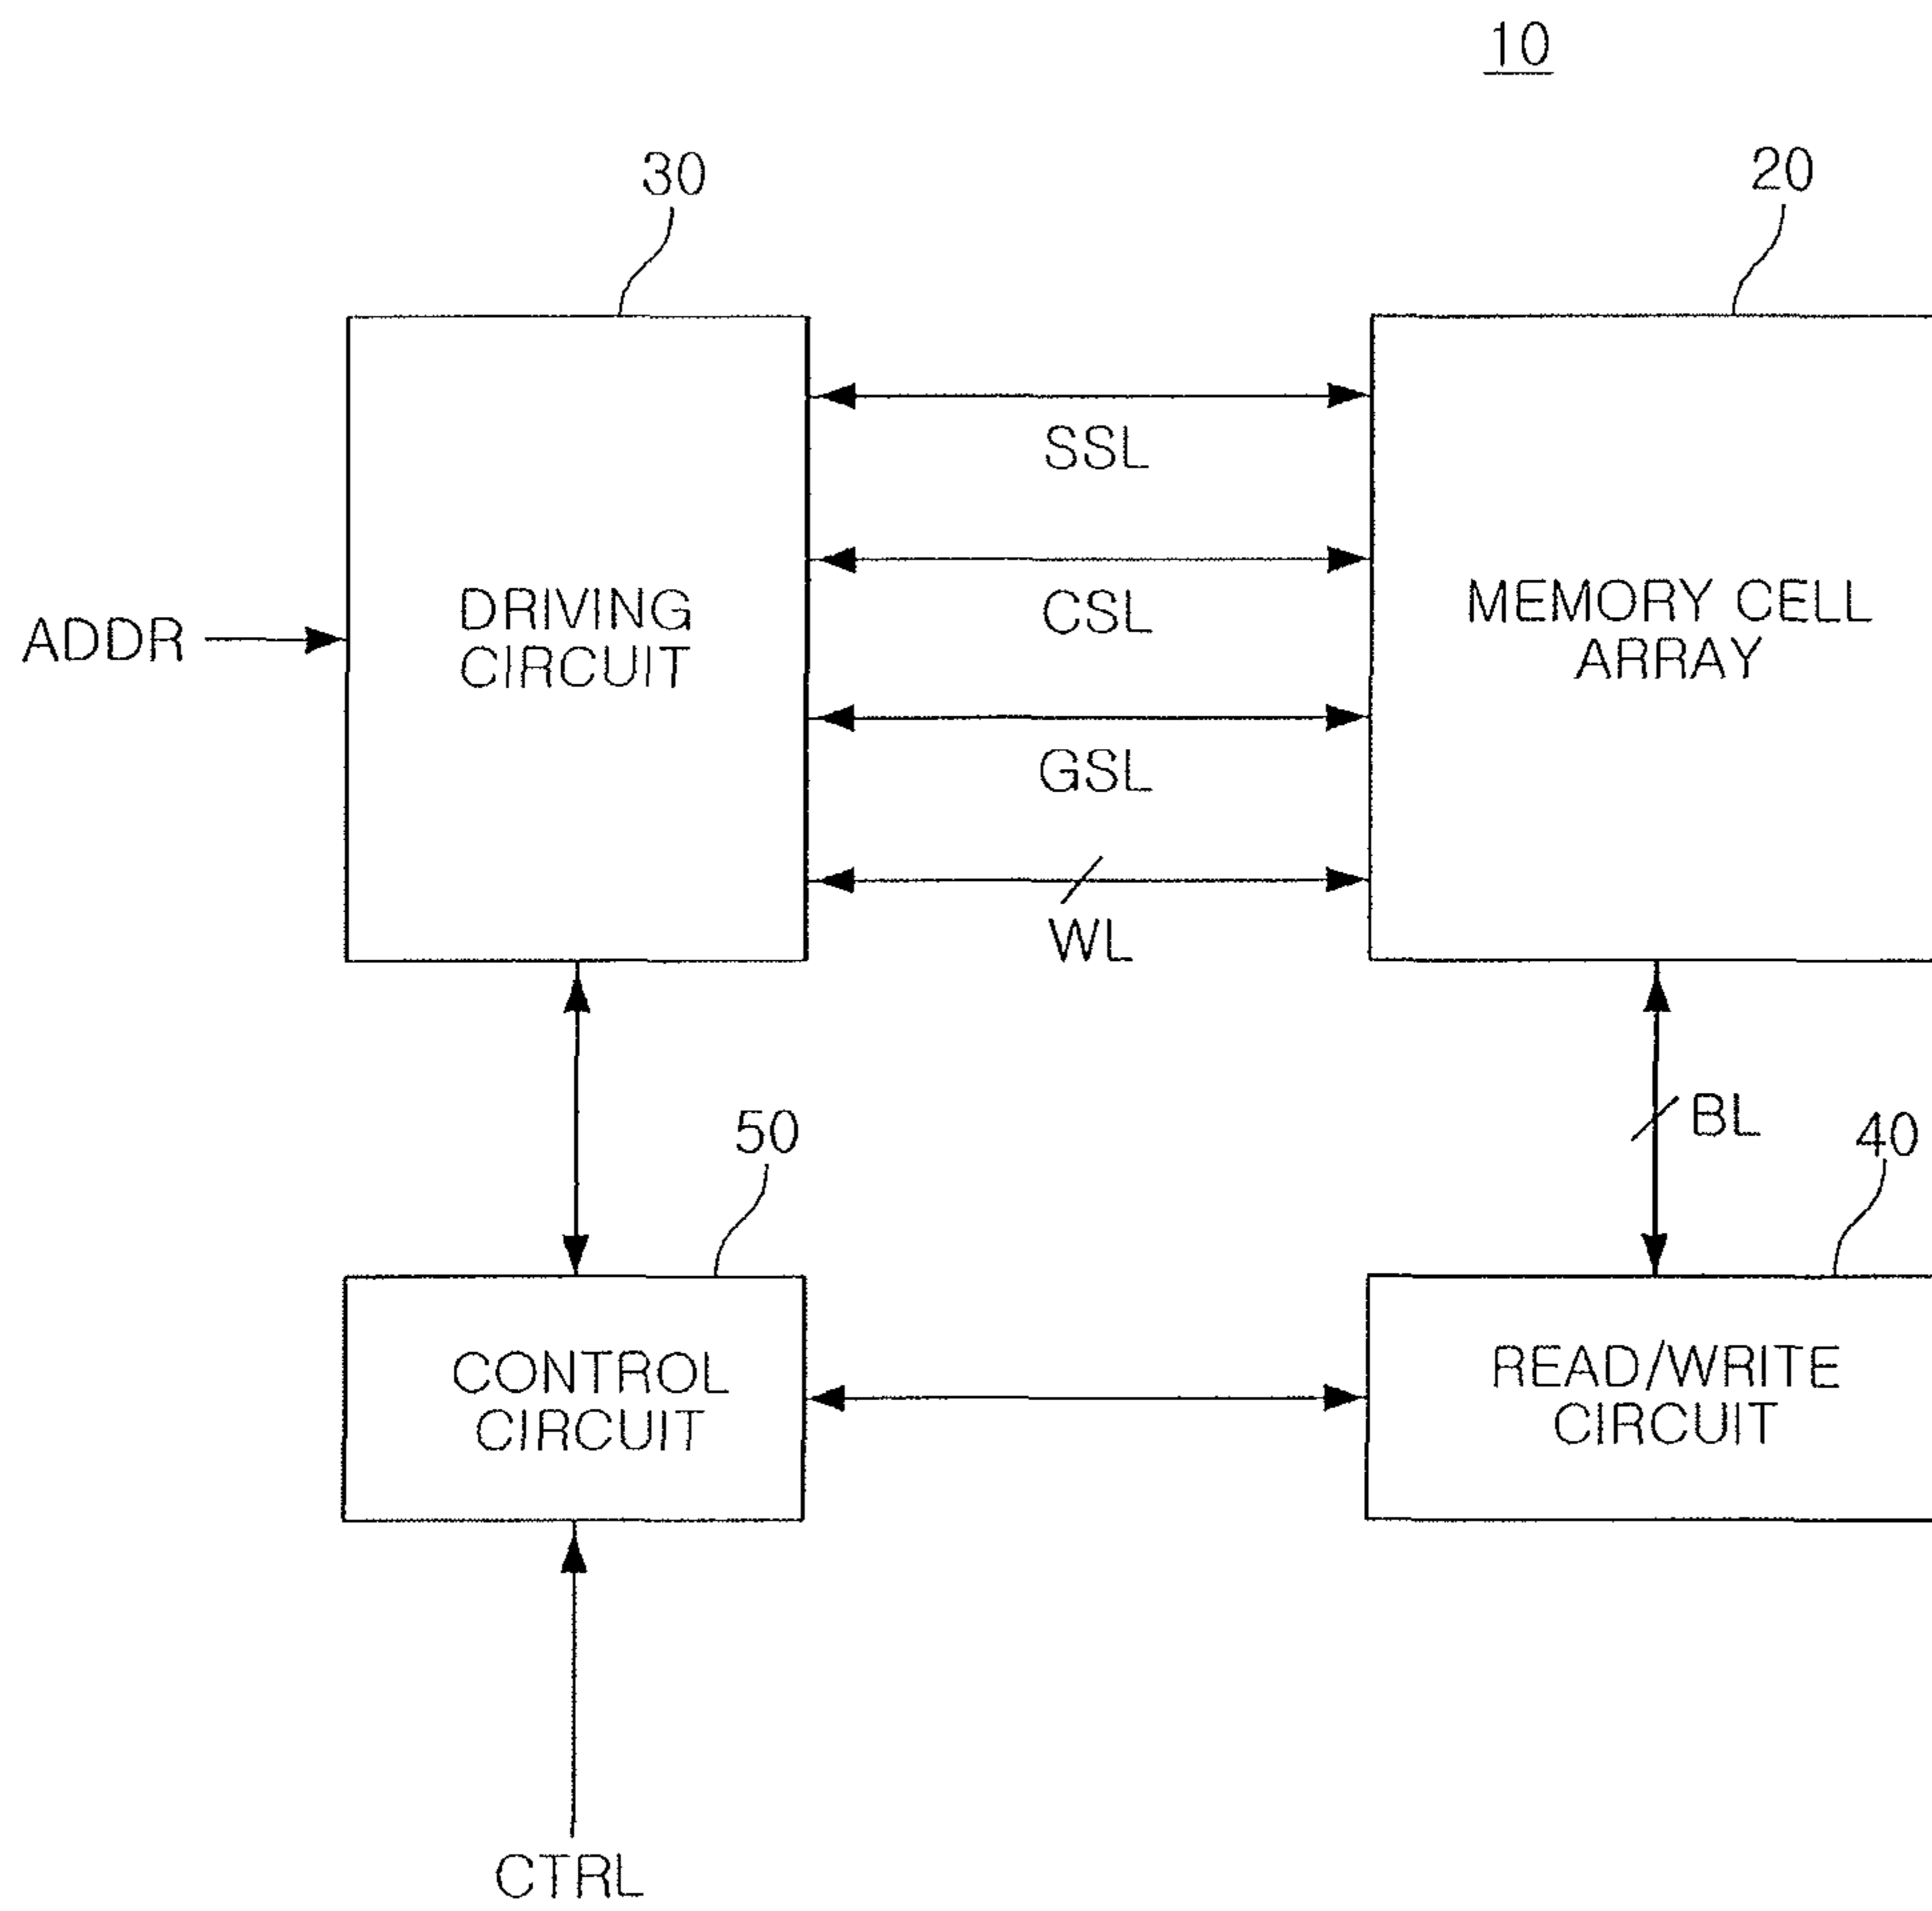 10
30
20
SSL
CSL
GSL
WL
ADDR
DRIVING
CIRCUIT
MEMORY CELL
ARRAY
50
BL
40
CONTROL
CIRCUIT
READ/WRITE
CIRCUIT
CTRL